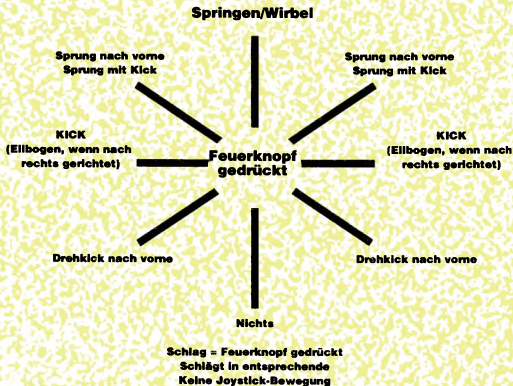 Springen/Wirbel
Sprung nach vorne
Sprung mit Kick
Sprung nach vorne
Sprung mit Kick
KICK
(Ellbogen, wenn nach
rechts gerichtet)
Feuerknopf
gedrückt
KICK
(Ellbogen, wenn nach
rechts gerichtet)
Drehkick nach vorne
Drehkick nach vorne
Nichts
Schlag = Feuerknopf gedrückt
Schlägt in entsprechende
Keine Joystick-Bewegung